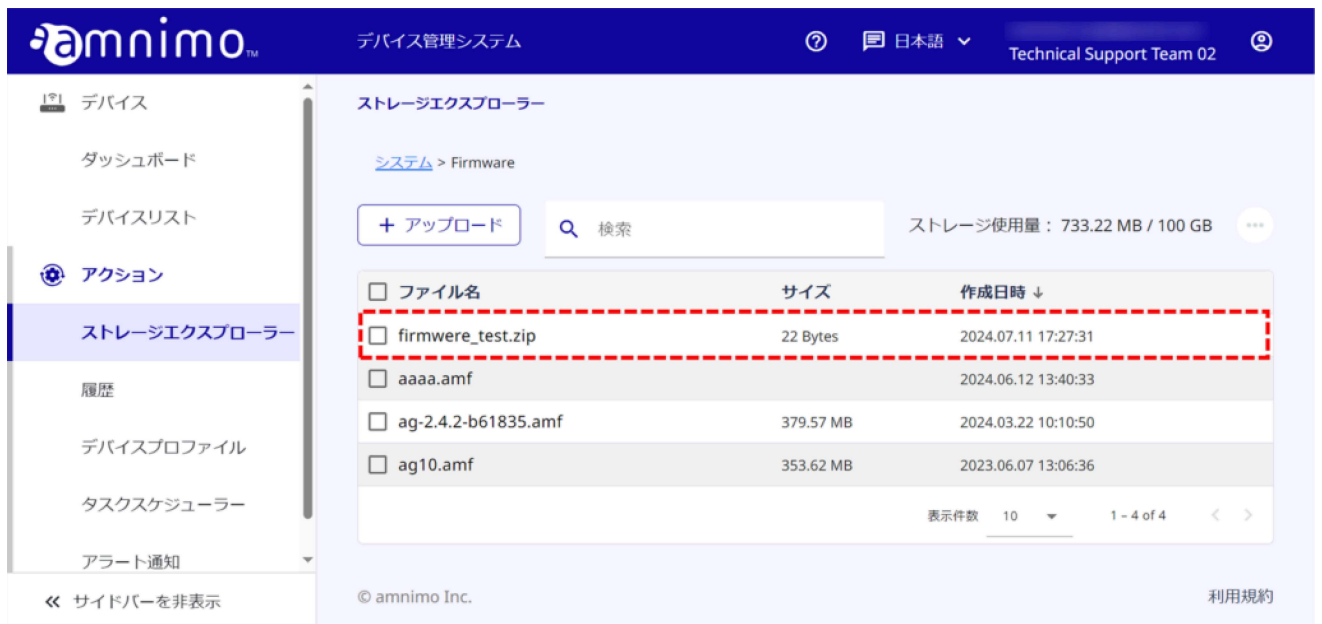 amnimo TM
デバイス管理システム
日本語
Technical Support Team 02
デバイス
ダッシュボード
デバイスリスト
アクション
ストレージエクスプローラー
履歴
デバイスプロファイル
タスクスケジューラー
アラート通知
サイドバーを非表示
ストレージエクスプローラー
システム > Firmware
+ アップロード
検索
ストレージ使用量： 733.22 MB / 100 GB
ファイル名 サイズ 作成日時 ↓
firmwere_test.zip 22 Bytes 2024.07.11 17:27:31
aaaa.amf 2024.06.12 13:40:33
ag-2.4.2-b61835.amf 379.57 MB 2024.03.22 10:10:50
ag10.amf 353.62 MB 2023.06.07 13:06:36
表示件数 10 1 – 4 of 4
© amnimo Inc.
利用規約